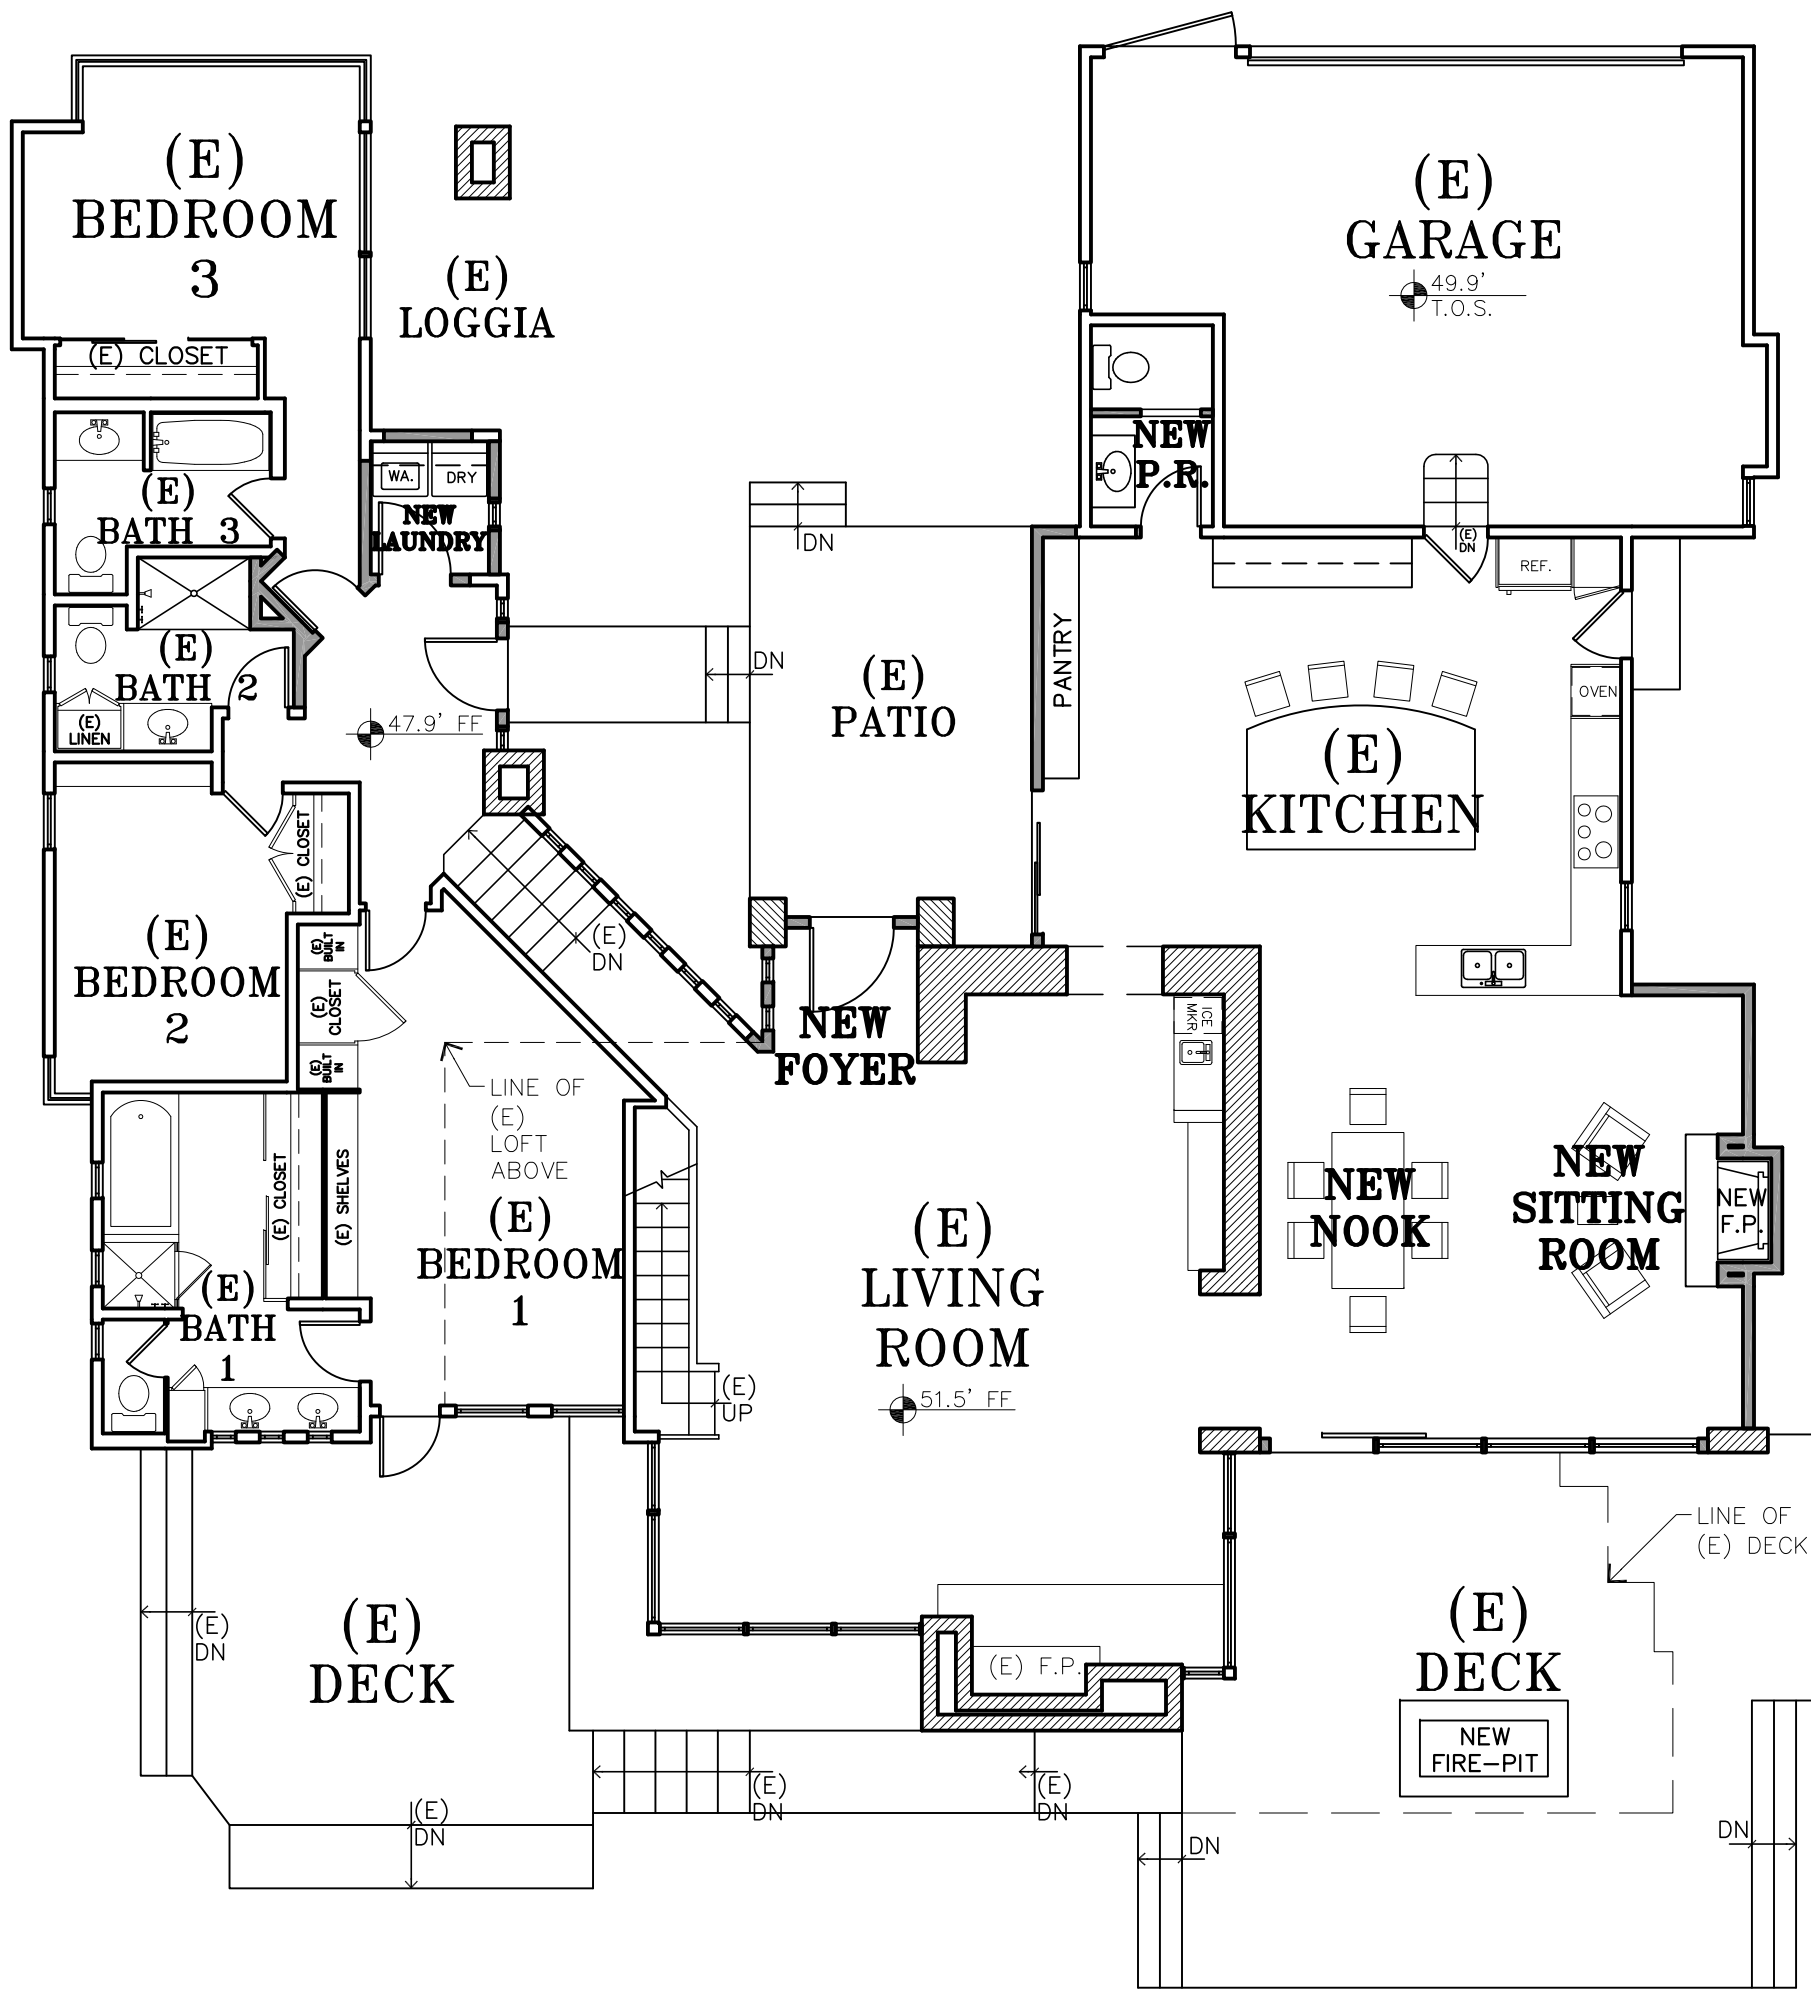 (E)
BEDROOM
3
(E)
LOGGIA
(E)
GARAGE
49.9'
T.O.S.
(E) CLOSET
(E)
BATH 3
WA.
DRY
NEW
LAUNDRY
NEW
P.R.
DN
(E)
DN
REF.
(E)
BATH 2
(E)
LINEN
47.9' FF
DN
(E)
PATIO
PANTRY
OVEN
(E)
KITCHEN
(E) CLOSET
(E)
BEDROOM
2
(E)
BUILT
IN
(E)
CLOSET
(E)
BUILT
IN
(E)
DN
NEW
FOYER
ICE
MKR
LINE OF
(E)
LOFT
ABOVE
(E) CLOSET
(E) SHELVES
(E)
BEDROOM
1
(E)
BATH
1
(E)
UP
(E)
LIVING
ROOM
51.5' FF
NEW
NOOK
NEW
SITTING
ROOM
NEW
F.P.
LINE OF
(E) DECK
(E)
DN
(E)
DECK
(E) F.P.
(E)
DECK
NEW
FIRE-PIT
(E)
DN
(E)
DN
(E)
DN
DN
DN